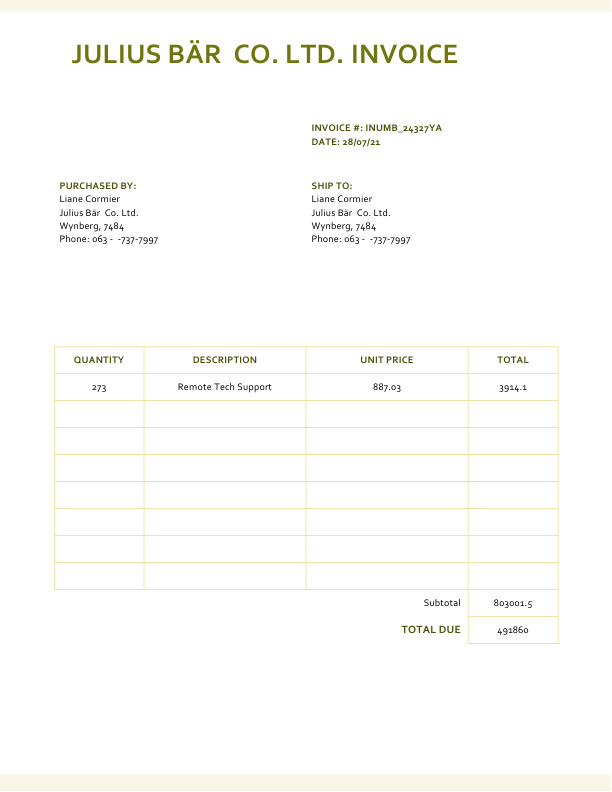 JULIUS BÄR  CO. LTD. INVOICE
INVOICE #: INUMB_24327YA
DATE: 28/07/21
PURCHASED BY:
Liane Cormier
Julius Bär  Co. Ltd.
Wynberg, 7484
Phone: 063 -  -737-7997
SHIP TO:
Liane Cormier
Julius Bär  Co. Ltd.
Wynberg, 7484
Phone: 063 -  -737-7997
QUANTITY DESCRIPTION UNIT PRICE TOTAL
273 Remote Tech Support 887.03 3914.1
Subtotal 803001.5
TOTAL DUE 491860